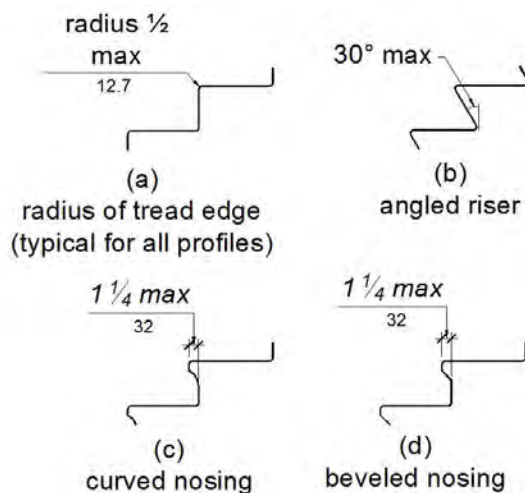 radius ½
max
12.7
(a)
radius of tread edge
(typical for all profiles)
30° max
(b)
angled riser
1 ¼ max
32
(c)
curved nosing
1 ¼ max
32
(d)
beveled nosing